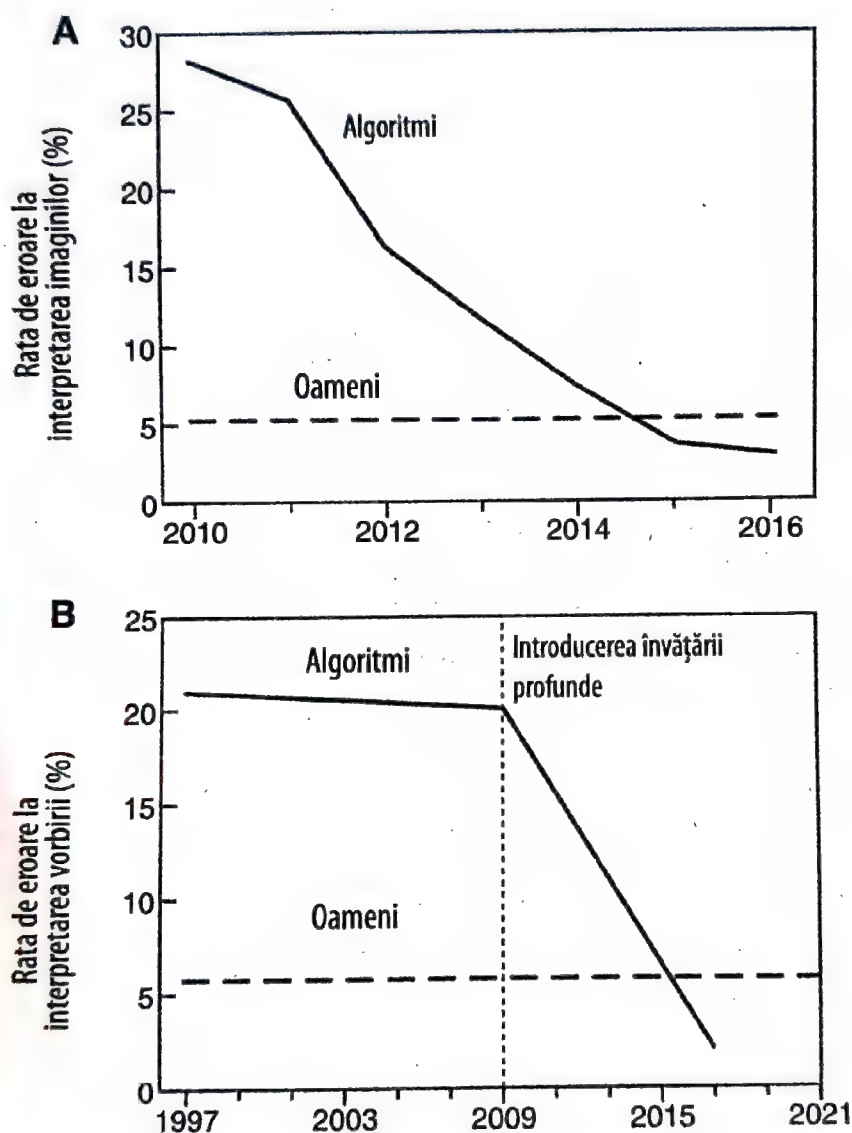 A
Rata de eroare la
interpretarea imaginilor (%)
30
25
20
15
10
5
0
Algoritmi
Oameni
2010
2012
2014
2016
B
Rata de eroare la
interpretarea vorbirii (%)
25
20
15
10
5
0
Algoritmi
Introducerea învățării
profunde
Oameni
1997
2003
2009
2015
2021